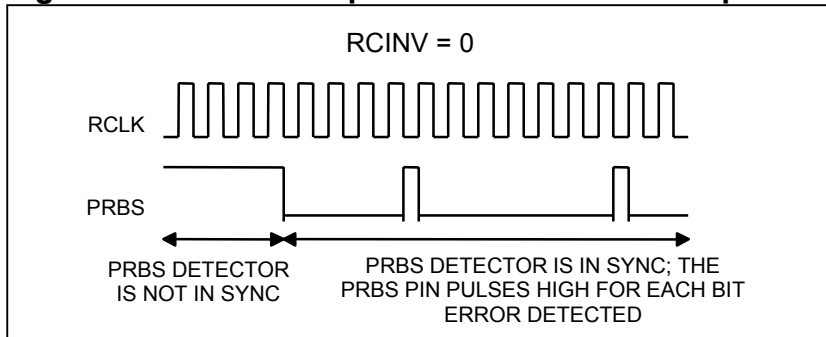 RCINV = 0
RCLK
PRBS
PRBS DETECTOR
IS NOT IN SYNC
PRBS DETECTOR IS IN SYNC; THE
PRBS PIN PULSES HIGH FOR EACH BIT
ERROR DETECTED